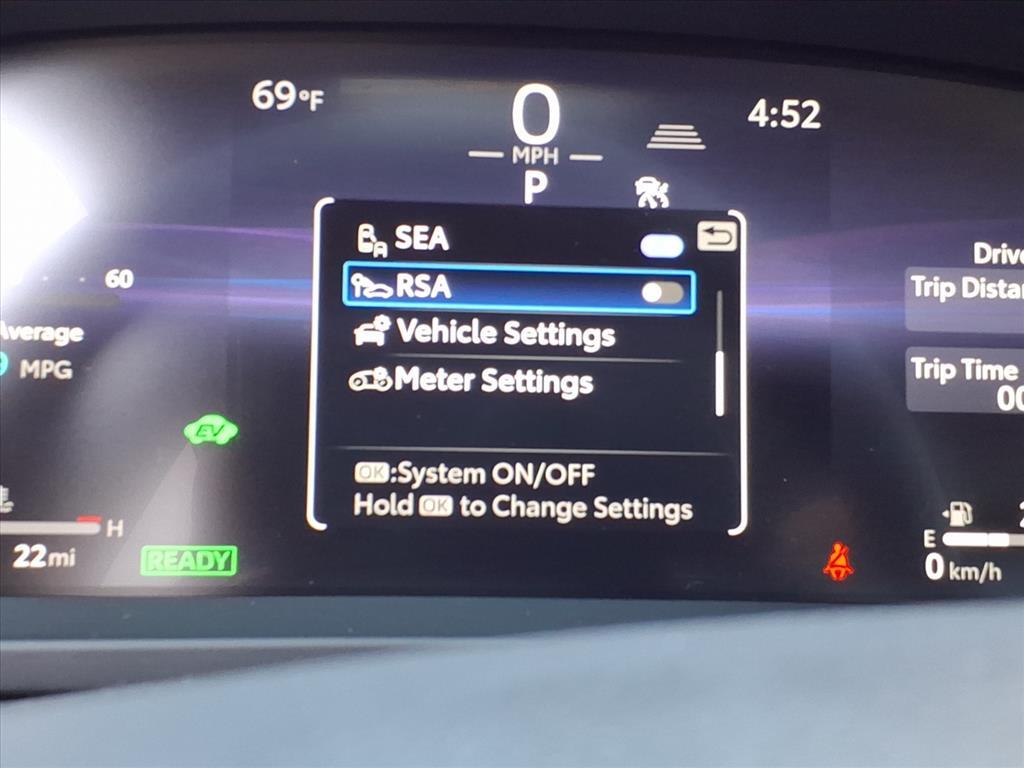 69°F
0
MPH
P
4:52
SEA
RSA
Vehicle Settings
Meter Settings
OK:System ON/OFF
Hold OK to Change Settings
60
Average
MPG
EV
H
22mi
READY
Trip
Trip Time
00
E
0 km/h